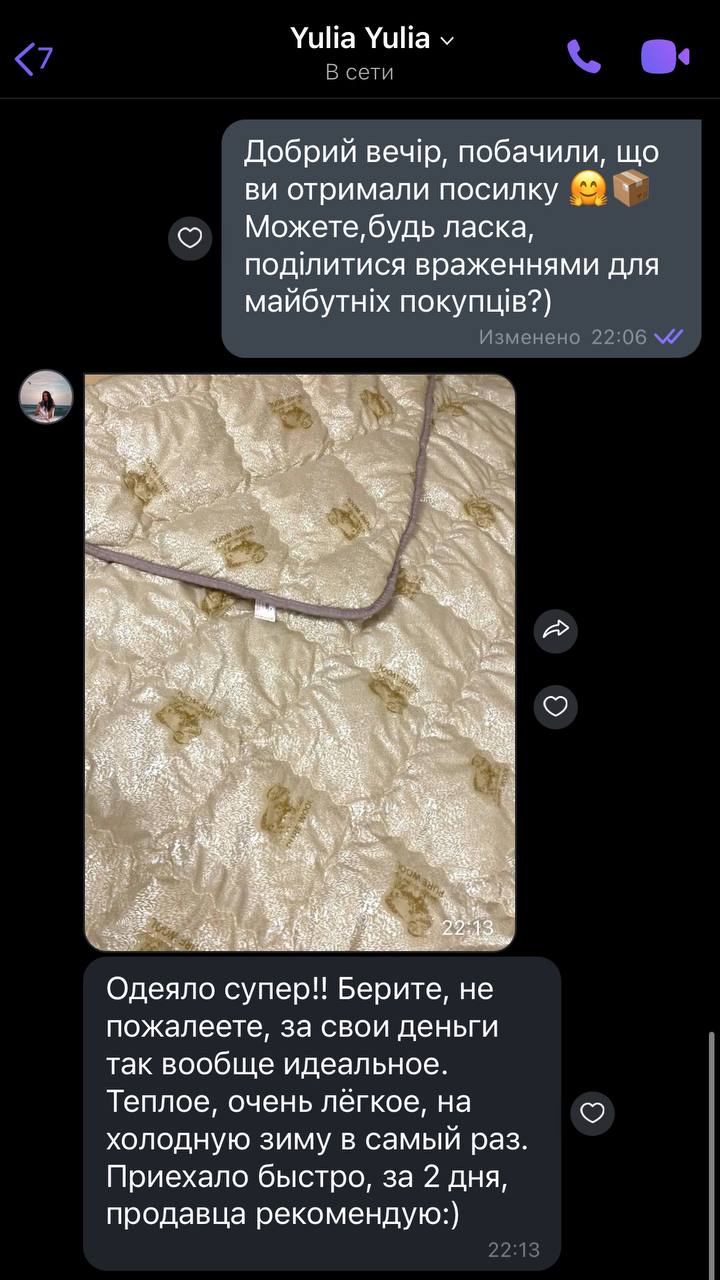 7
Yulia Yulia
В сети
Добрий вечір, побачили, що
ви отримали посилку 🤗📦
Можете,будь ласка,
поділитися враженнями для
майбутніх покупців?)
Изменено 22:06
PURE WOOL
22:13
Одеяло супер!! Берите, не
пожалеете, за свои деньги
так вообще идеальное.
Теплое, очень лёгкое, на
холодную зиму в самый раз.
Приехало быстро, за 2 дня,
продавца рекомендую:)
22:13